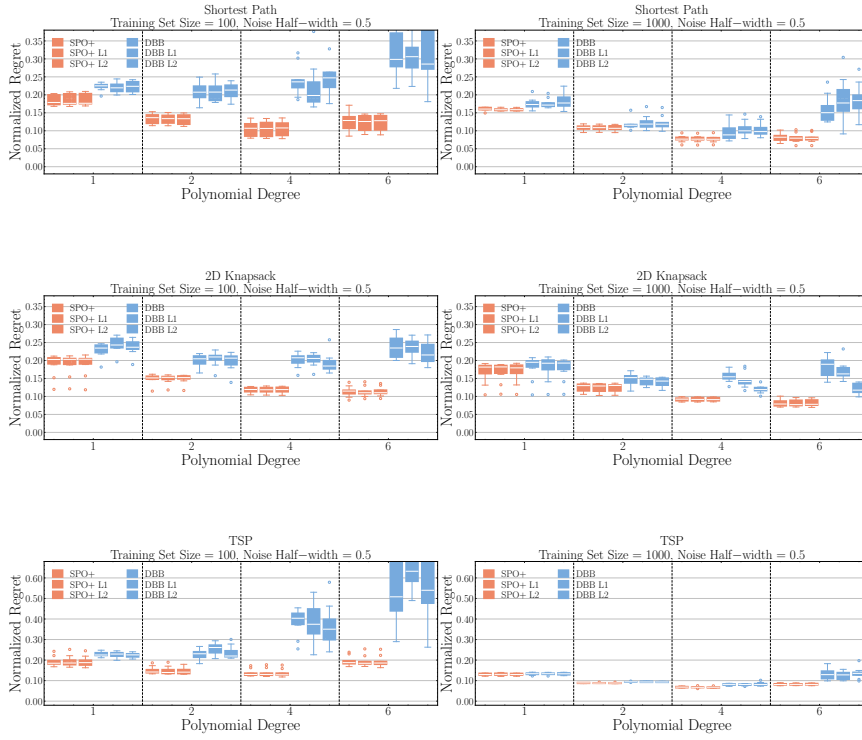 Shortest Path
Training Set Size = 100, Noise Half−width = 0.5
Normalized Regret
0.35
0.30
0.25
0.20
0.15
0.10
0.05
0.00
SPO+
SPO+ L1
SPO+ L2
DBB
DBB L1
DBB L2
1
2
4
6
Polynomial Degree
Shortest Path
Training Set Size = 1000, Noise Half−width = 0.5
Normalized Regret
0.35
0.30
0.25
0.20
0.15
0.10
0.05
0.00
SPO+
SPO+ L1
SPO+ L2
DBB
DBB L1
DBB L2
1
2
4
6
Polynomial Degree
2D Knapsack
Training Set Size = 100, Noise Half−width = 0.5
Normalized Regret
0.35
0.30
0.25
0.20
0.15
0.10
0.05
0.00
SPO+
SPO+ L1
SPO+ L2
DBB
DBB L1
DBB L2
1
2
4
6
Polynomial Degree
2D Knapsack
Training Set Size = 1000, Noise Half−width = 0.5
Normalized Regret
0.35
0.30
0.25
0.20
0.15
0.10
0.05
0.00
SPO+
SPO+ L1
SPO+ L2
DBB
DBB L1
DBB L2
1
2
4
6
Polynomial Degree
TSP
Training Set Size = 100, Noise Half−width = 0.5
Normalized Regret
0.60
0.50
0.40
0.30
0.20
0.10
0.00
SPO+
SPO+ L1
SPO+ L2
DBB
DBB L1
DBB L2
1
2
4
6
Polynomial Degree
TSP
Training Set Size = 1000, Noise Half−width = 0.5
Normalized Regret
0.60
0.50
0.40
0.30
0.20
0.10
0.00
SPO+
SPO+ L1
SPO+ L2
DBB
DBB L1
DBB L2
1
2
4
6
Polynomial Degree